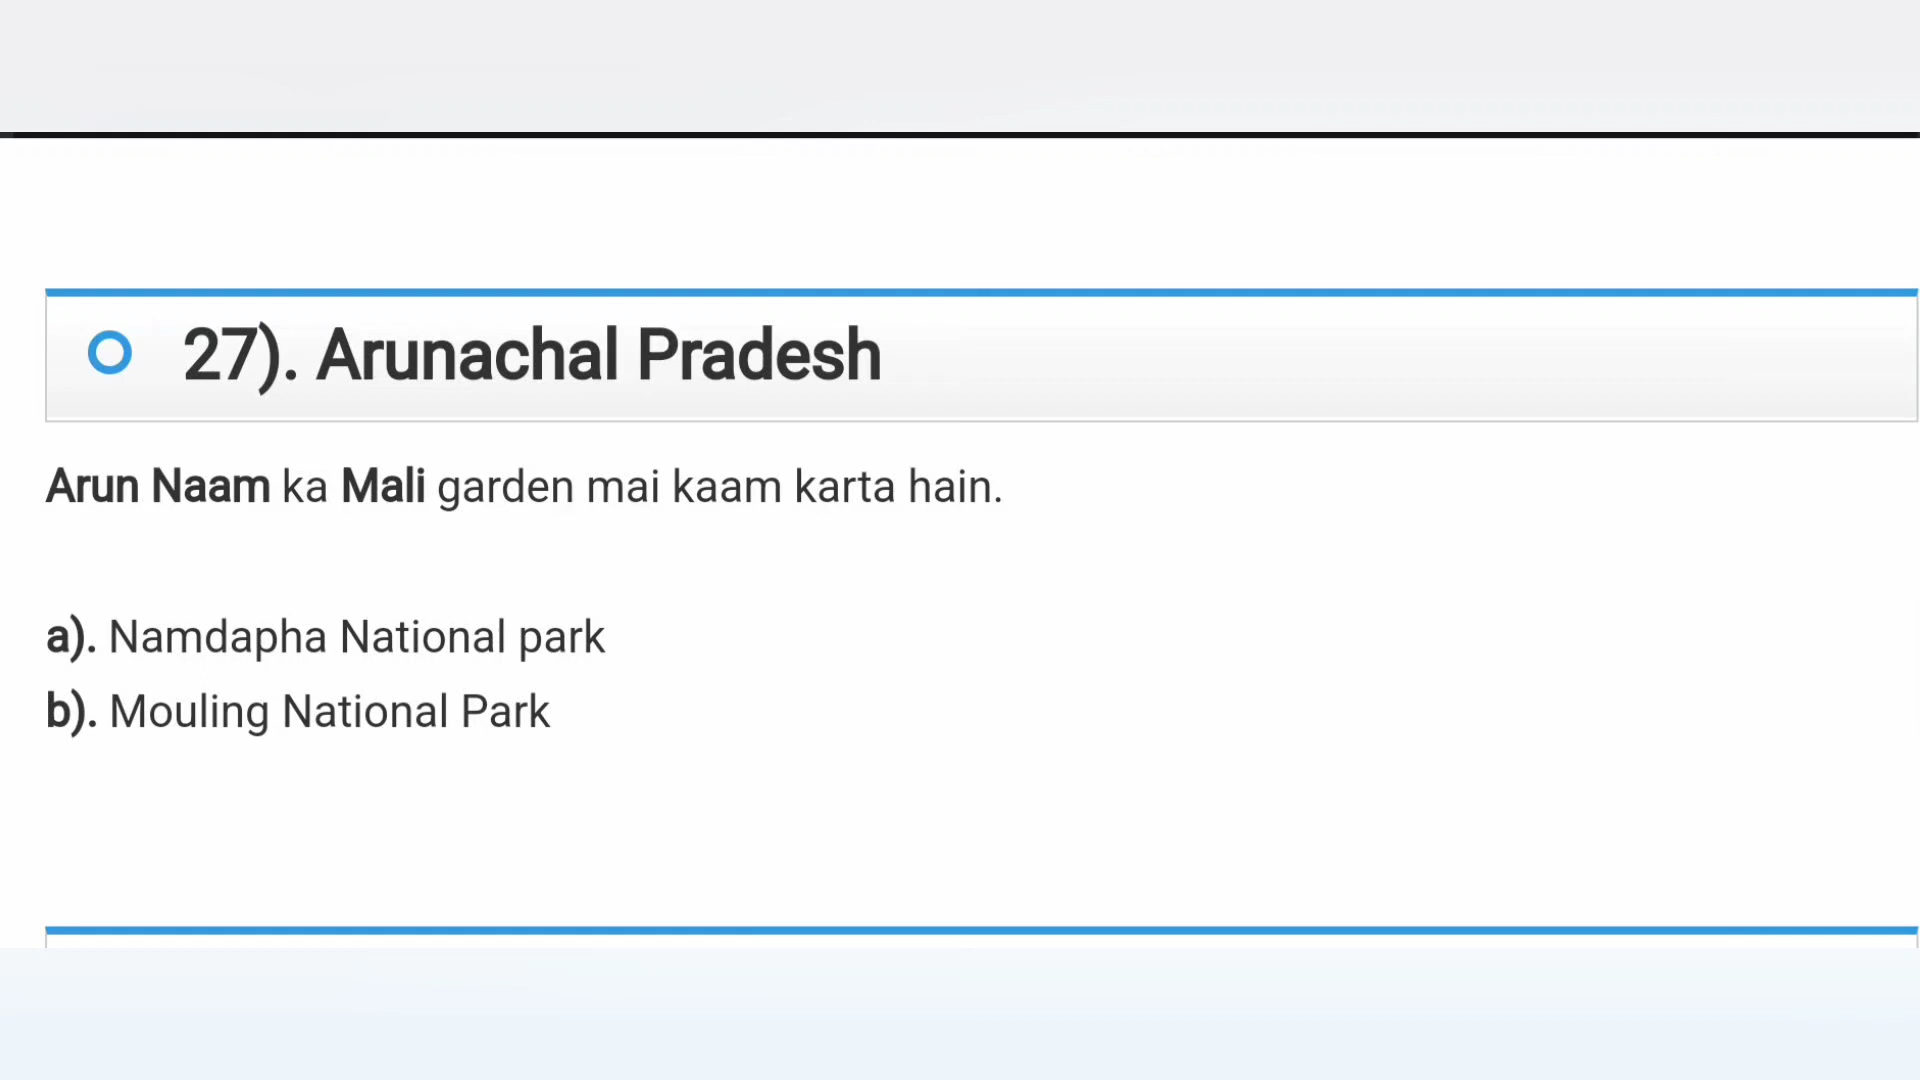 27). Arunachal Pradesh
Arun Naam ka Mali garden mai kaam karta hain.
a). Namdapha National park
b). Mouling National Park